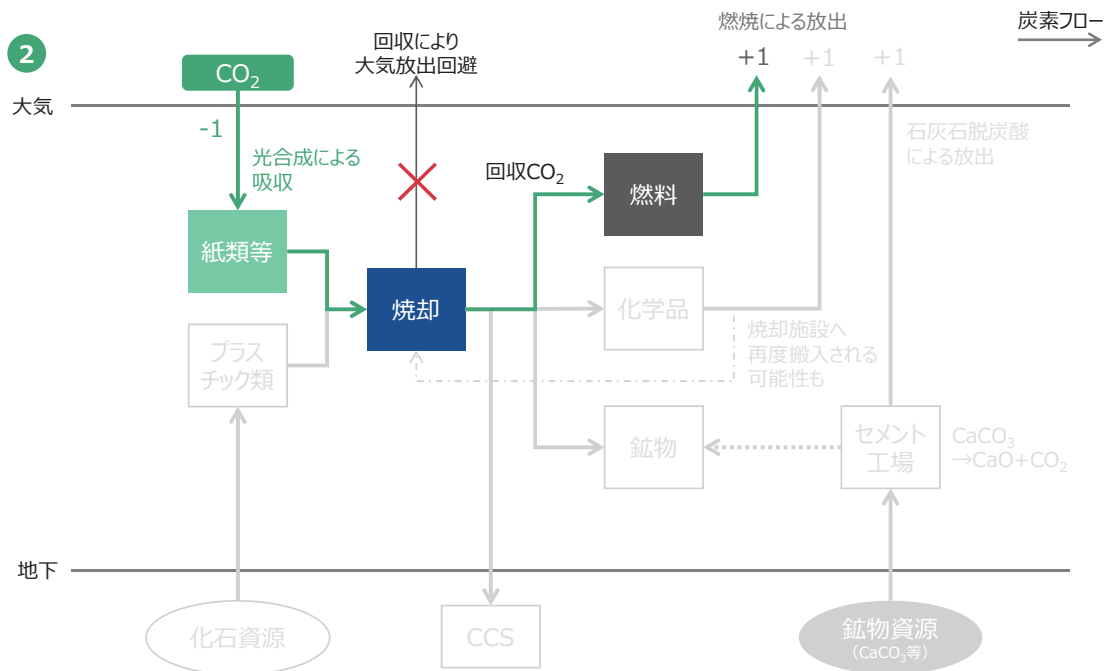 2
CO₂
大気
-1
光合成による
吸収
回収により
大気放出回避
燃焼による放出
+1
+1
+1
炭素フロー
石灰石脱炭酸
による放出
回収CO₂
燃料
紙類等
焼却
化学品
プラス
チック類
焼却施設へ
再度搬入される
可能性も
鉱物
セメント
工場
CaCO₃
→CaO+CO₂
地下
化石資源
CCS
鉱物資源
（CaCO₃等）